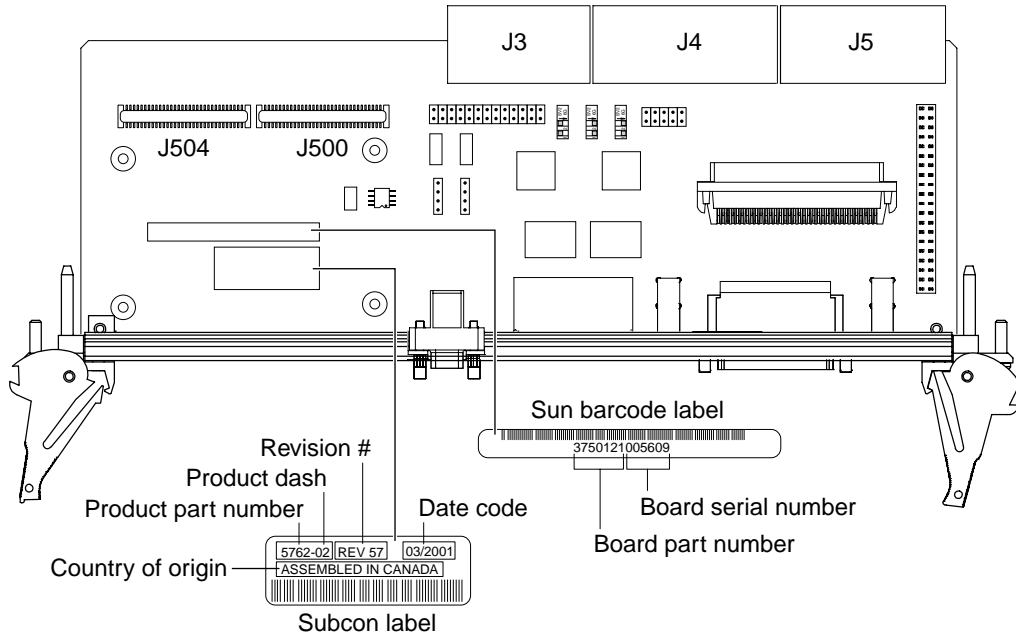 J3
J4
J5
J504
J500
Sun barcode label
3750121005609
Board serial number
Board part number
Revision #
Product dash
Product part number
Date code
Country of origin
5762-02 REV 57 03/2001
ASSEMBLED IN CANADA
Subcon label